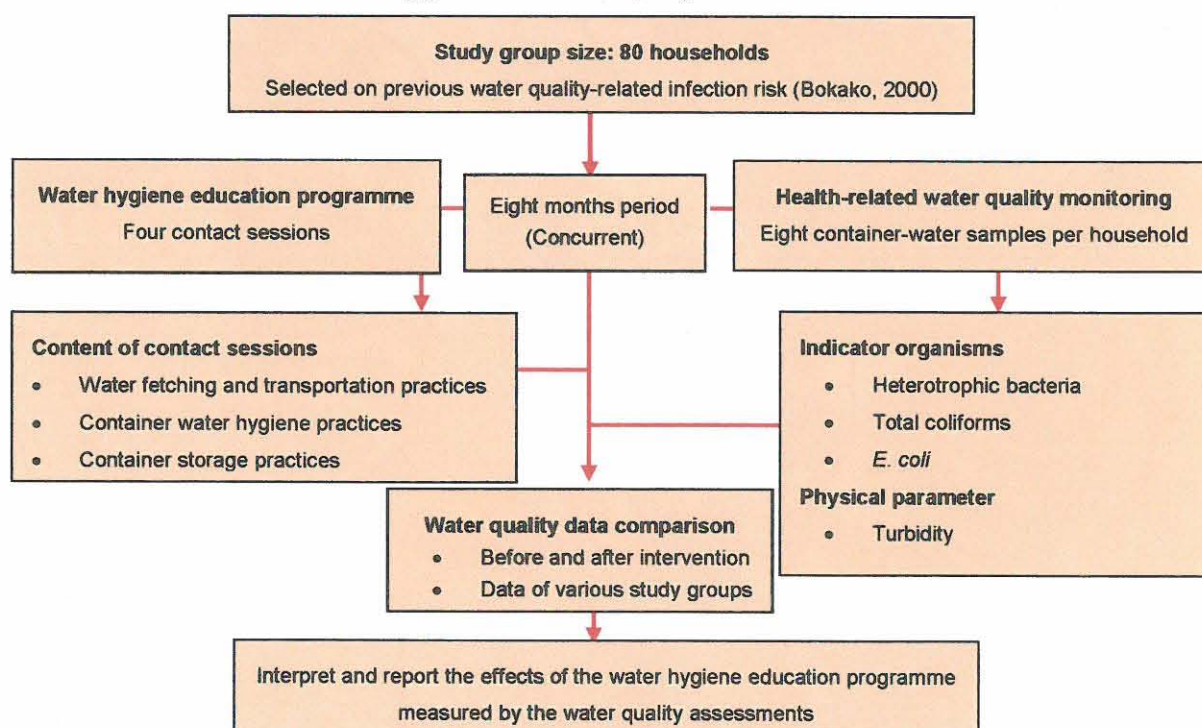 Study group size: 80 households
Selected on previous water quality-related infection risk (Bokako, 2000)
Water hygiene education programme
Four contact sessions
Eight months period
(Concurrent)
Health-related water quality monitoring
Eight container-water samples per household
Content of contact sessions
• Water fetching and transportation practices
• Container water hygiene practices
• Container storage practices
Indicator organisms
• Heterotrophic bacteria
• Total coliforms
• E. coli
Physical parameter
• Turbidity
Water quality data comparison
• Before and after intervention
• Data of various study groups
Interpret and report the effects of the water hygiene education programme
measured by the water quality assessments